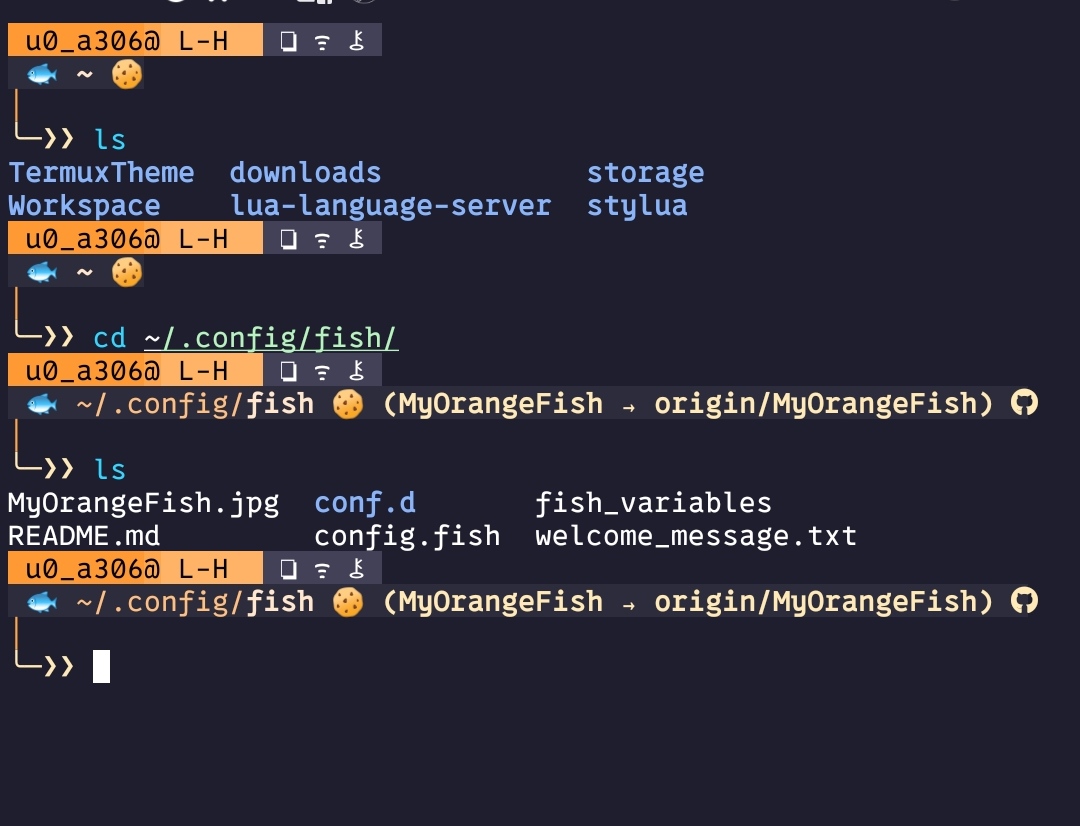 u0_a306@ L-H
~
❯❯ ls
TermuxTheme downloads storage
Workspace lua-language-server stylua
u0_a306@ L-H
~
❯❯ cd ~/.config/fish/
u0_a306@ L-H
~/.config/fish (MyOrangeFish → origin/MyOrangeFish)
❯❯ ls
MyOrangeFish.jpg conf.d fish_variables
README.md config.fish welcome_message.txt
u0_a306@ L-H
~/.config/fish (MyOrangeFish → origin/MyOrangeFish)
❯❯